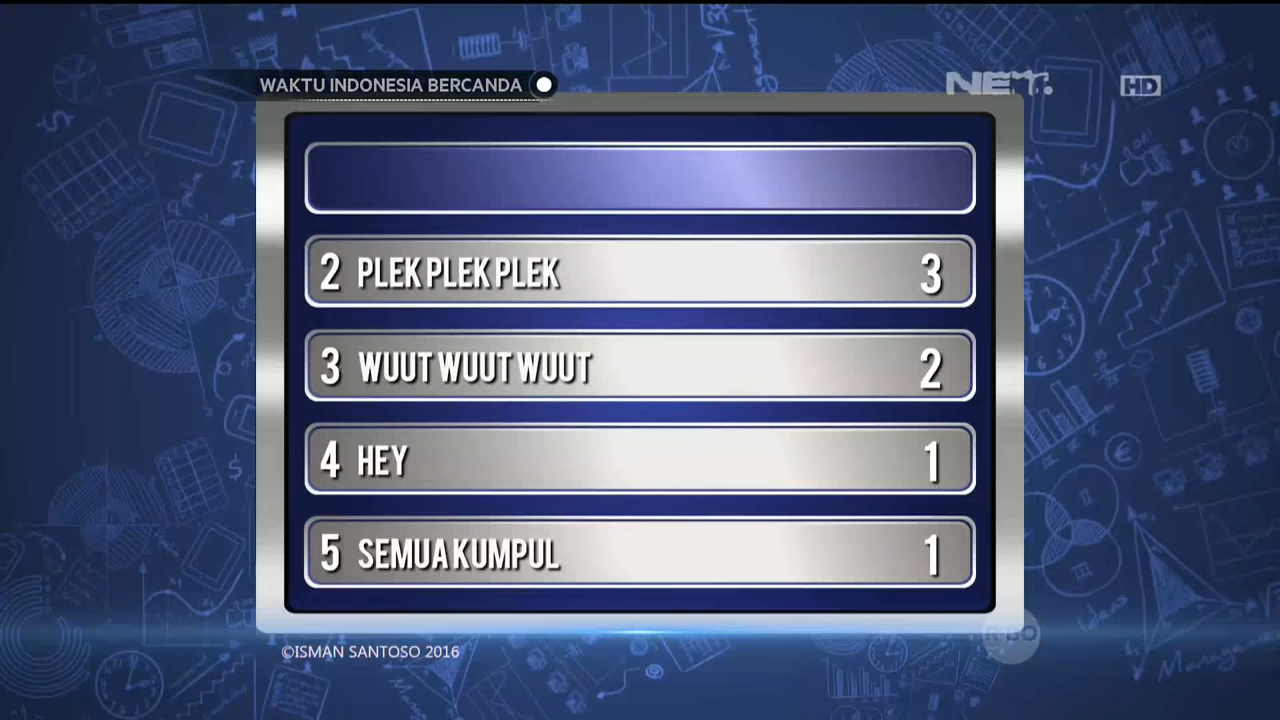 WAKTU INDONESIA BERCANDA
NET.
HD
2 PLEK PLEK PLEK 3
3 WUUT WUUT WUUT 2
4 HEY 1
5 SEMUA KUMPUL 1
©ISMAN SANTOSO 2016